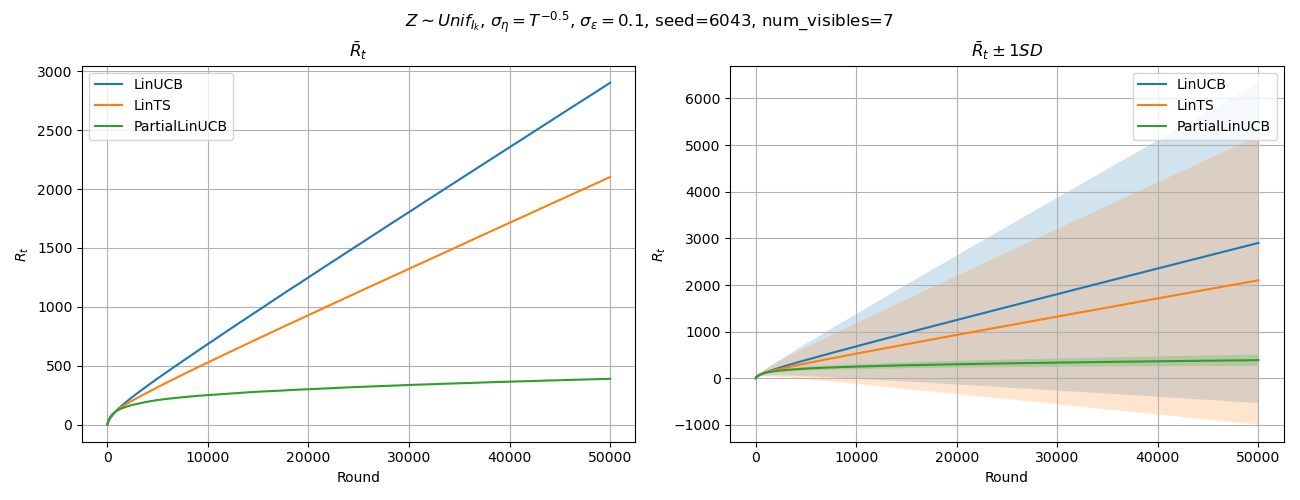 Z ∼ Unif_{I_k}, σ_η = T^{−0.5}, σ_ε = 0.1, seed=6043, num_visibles=7
R̄_t
3000
2500
2000
1500
1000
500
0
R_t
LinUCB
LinTS
PartialLinUCB
0 10000 20000 30000 40000 50000
Round
R̄_t ± 1SD
6000
5000
4000
3000
2000
1000
0
−1000
R_t
LinUCB
LinTS
PartialLinUCB
0 10000 20000 30000 40000 50000
Round